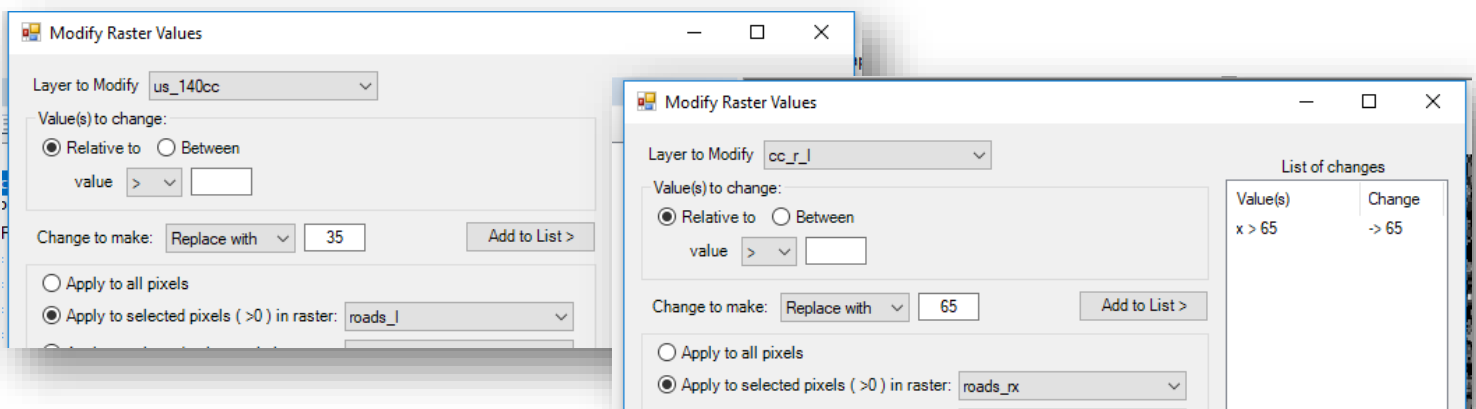 Modify Raster Values
Layer to Modify us_140cc
Value(s) to change:
Relative to Between
value >
Change to make: Replace with 35 Add to List >
Apply to all pixels
Apply to selected pixels ( >0 ) in raster: roads_l
Modify Raster Values
Layer to Modify cc_r_l
List of changes
Value(s) to change:
Value(s) Change
Relative to Between
x > 65 -> 65
value >
Change to make: Replace with 65 Add to List >
Apply to all pixels
Apply to selected pixels ( >0 ) in raster: roads_rx